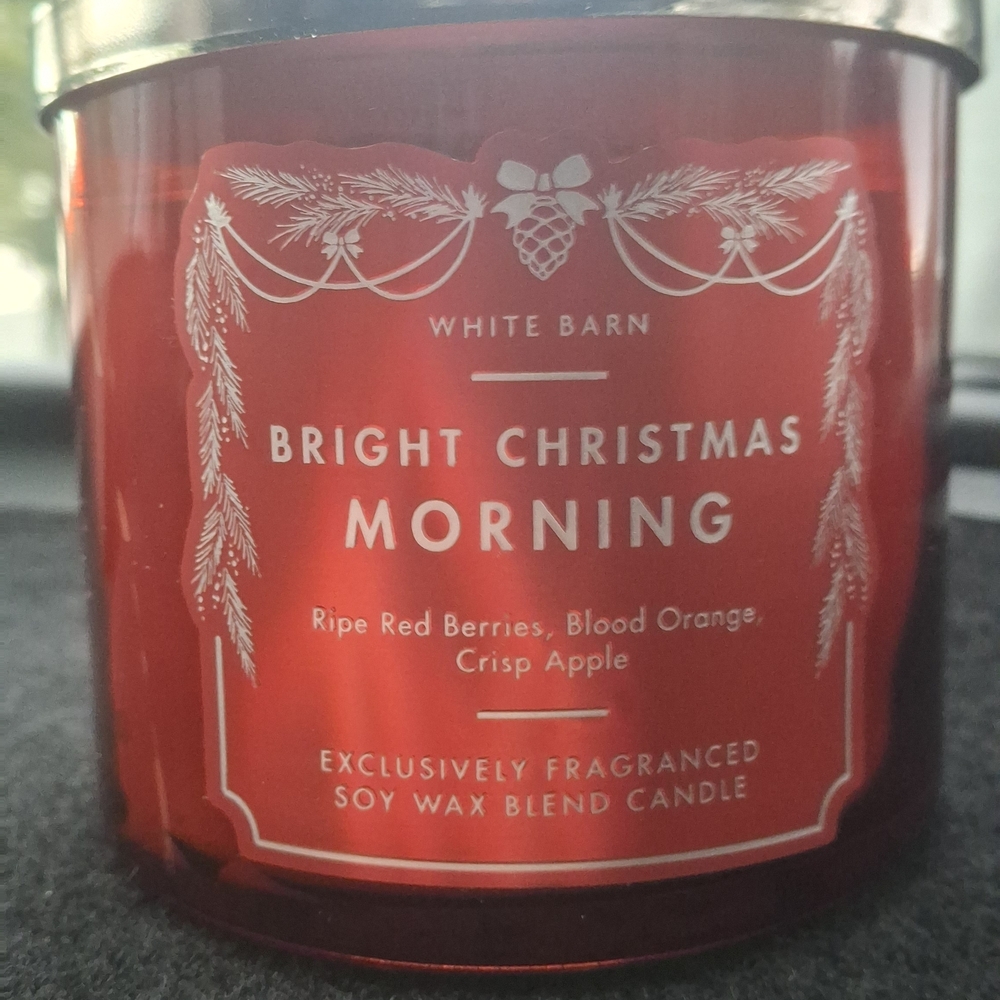 WHITE BARN
BRIGHT CHRISTMAS
MORNING
Ripe Red Berries, Blood Orange,
Crisp Apple
EXCLUSIVELY FRAGRANCED
SOY WAX BLEND CANDLE